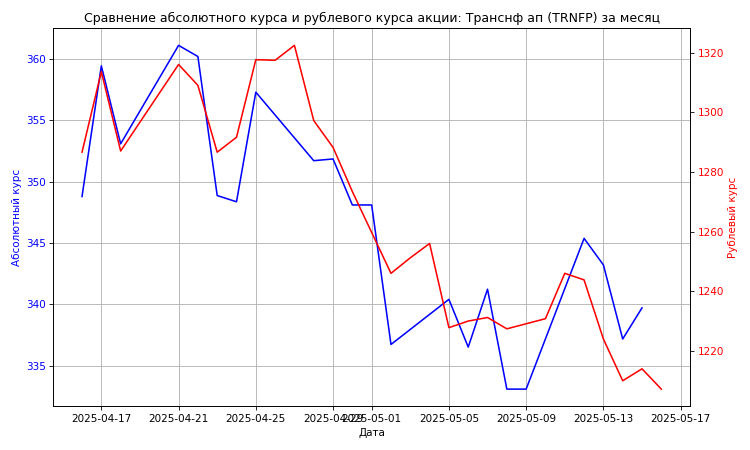 Сравнение абсолютного курса и рублевого курса акции: Транснф ап (TRNFP) за месяц
Абсолютный курс
360
355
350
345
340
335
1320
1300
1280
1260
1240
1220
Рублевый курс
2025-04-17 2025-04-21 2025-04-25 2025-04-29 2025-05-01 2025-05-05 2025-05-09 2025-05-13 2025-05-17
Дата